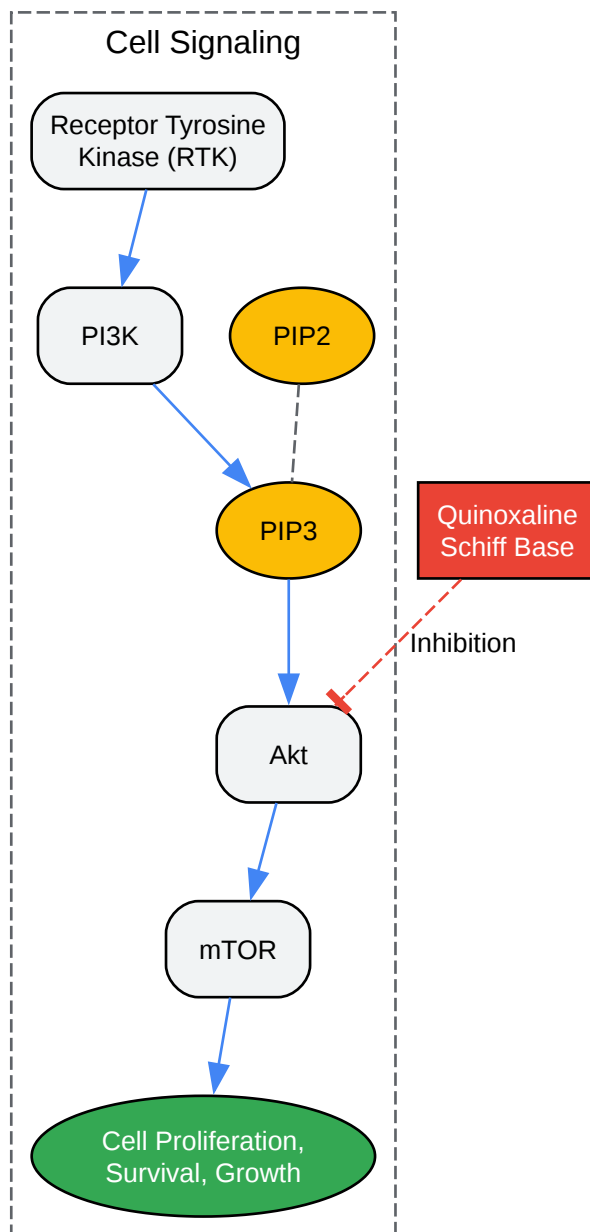 Cell Signaling
Receptor Tyrosine
Kinase (RTK)
PI3K
PIP2
PIP3
Quinoxaline
Schiff Base
Inhibition
Akt
mTOR
Cell Proliferation,
Survival, Growth